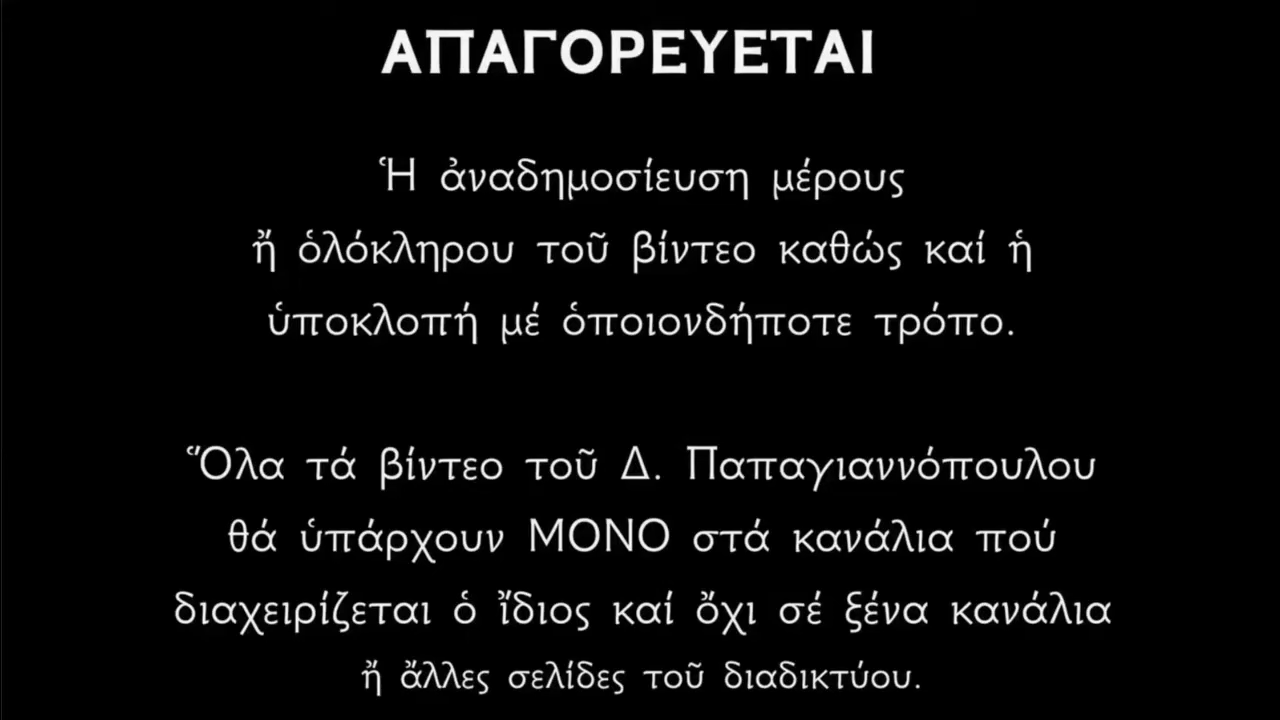 ΑΠΑΓΟΡΕΥΕΤΑΙ
Ἡ ἀναδημοσίευση μέρους
ἤ ὁλόκληρου τοῦ βίντεο καθώς καί ἡ
ὑποκλοπή μέ ὁποιονδήποτε τρόπο.
Ὅλα τά βίντεο τοῦ Δ. Παπαγιαννόπουλου
θά ὑπάρχουν ΜΟΝΟ στά κανάλια πού
διαχειρίζεται ὁ ἴδιος καί ὄχι σέ ξένα κανάλια
ἤ ἄλλες σελίδες τοῦ διαδικτύου.